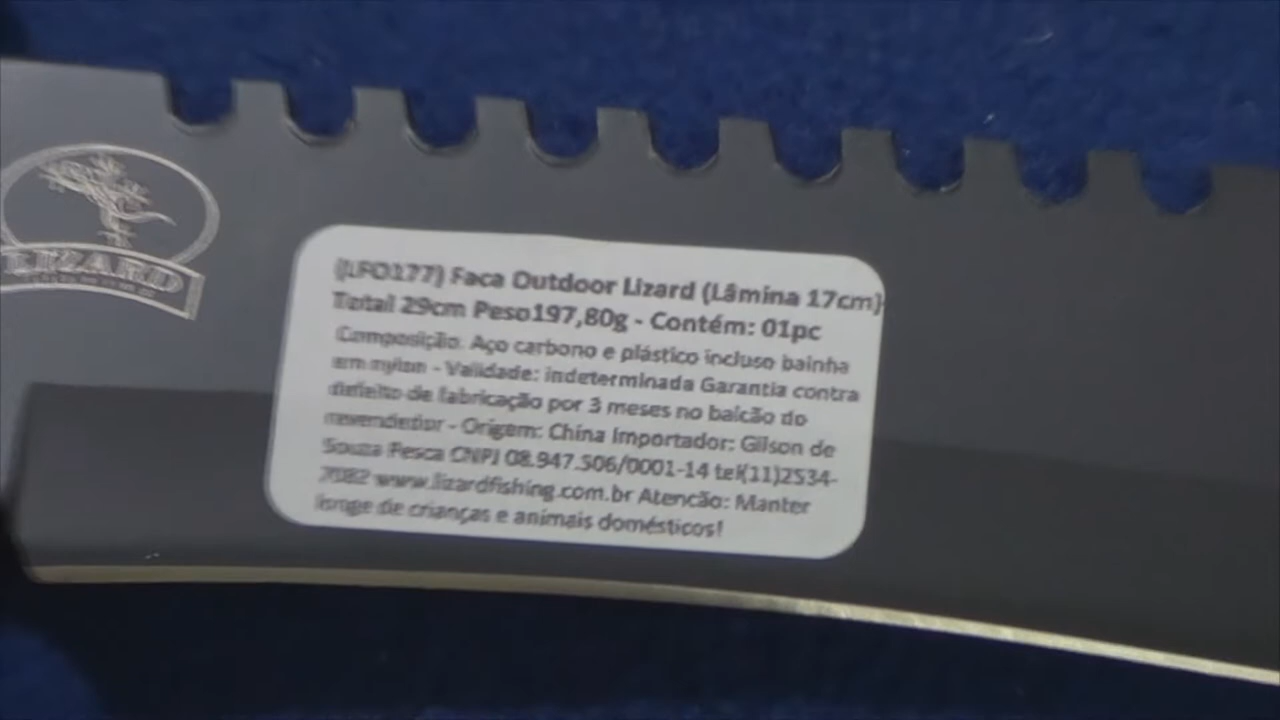 LIZARD
(LFO177) Faca Outdoor Lizard (Lâmina 17cm)
Total 29cm Peso197,80g - Contém: 01pc
Composição: Aço carbono e plástico incluso bainha
em nylon - Validade: indeterminada Garantia contra
defeito de fabricação por 3 meses no balcão do
revendedor - Origem: China Importador: Gilson de
Souza Pesca CNPJ 08.947.506/0001-14 tel(11)2534-
7082 www.lizardfishing.com.br Atencão: Manter
longe de crianças e animais domésticos!